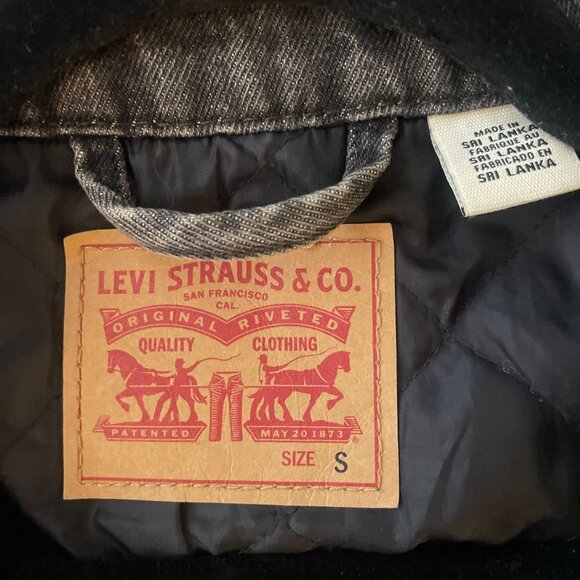 MADE IN
SRI LANKA
FABRIQUE AU
SRI LANKA
FABRICADO EN
SRI LANKA
LEVI STRAUSS & CO.
SAN FRANCISCO
CAL.
ORIGINAL RIVETED
QUALITY CLOTHING
PATENTED MAY 20 1873
®
SIZE S